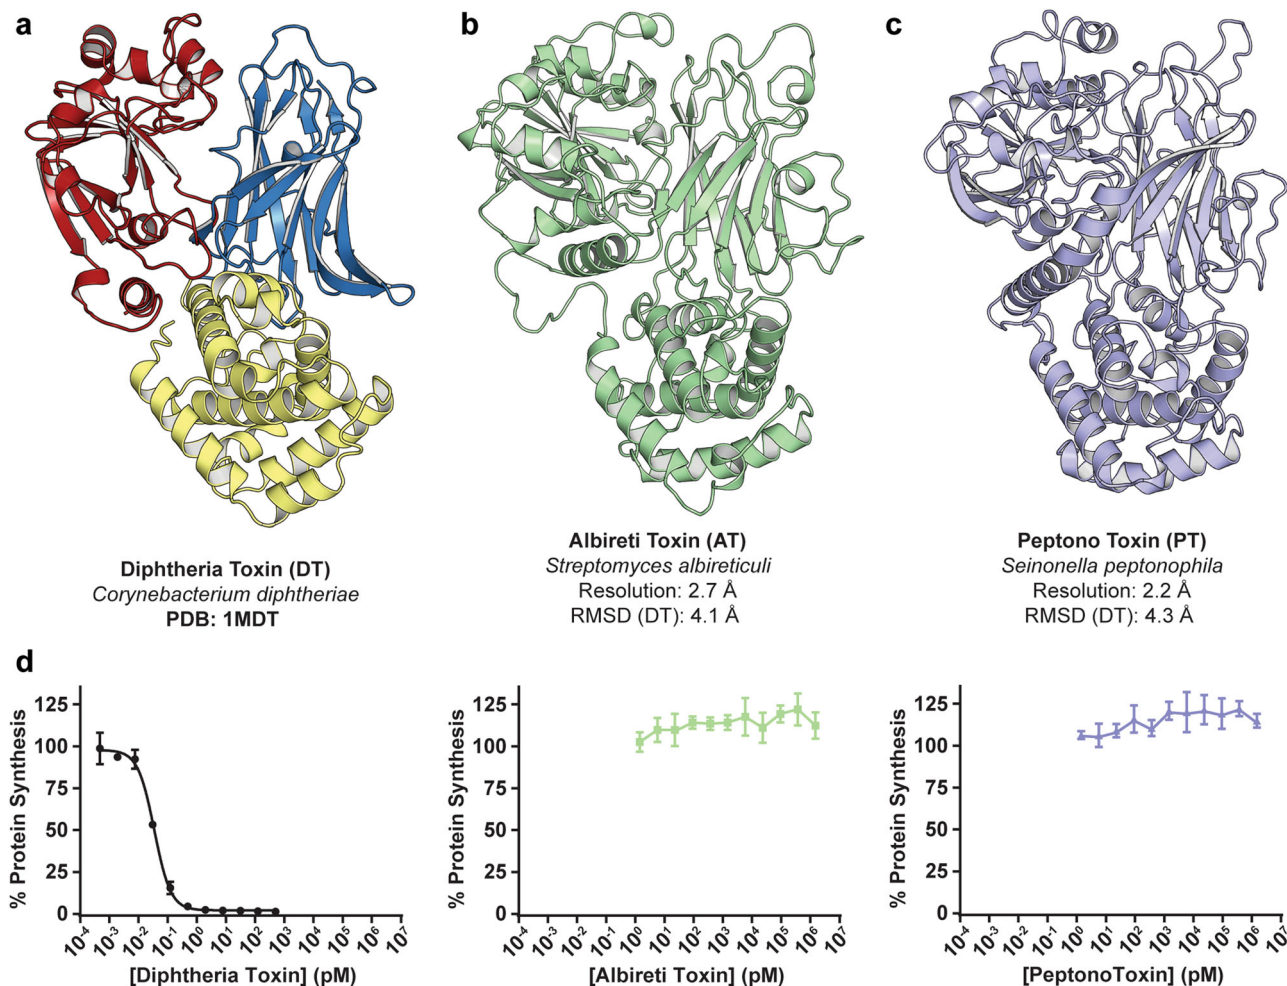 a
b
c
Diphtheria Toxin (DT)
Corynebacterium diphtheriae
PDB: 1MDT
Albireti Toxin (AT)
Streptomyces albireticuli
Resolution: 2.7 Å
RMSD (DT): 4.1 Å
Peptono Toxin (PT)
Seinonella peptonophila
Resolution: 2.2 Å
RMSD (DT): 4.3 Å
d
% Protein Synthesis
125
100
75
50
25
0
10⁻⁴ 10⁻³ 10⁻² 10⁻¹ 10⁰ 10¹ 10² 10³ 10⁴ 10⁵ 10⁶ 10⁷
[Diphtheria Toxin] (pM)
% Protein Synthesis
125
100
75
50
25
0
10⁻⁴ 10⁻³ 10⁻² 10⁻¹ 10⁰ 10¹ 10² 10³ 10⁴ 10⁵ 10⁶ 10⁷
[Albireti Toxin] (pM)
% Protein Synthesis
125
100
75
50
25
0
10⁻⁴ 10⁻³ 10⁻² 10⁻¹ 10⁰ 10¹ 10² 10³ 10⁴ 10⁵ 10⁶ 10⁷
[PeptonoToxin] (pM)